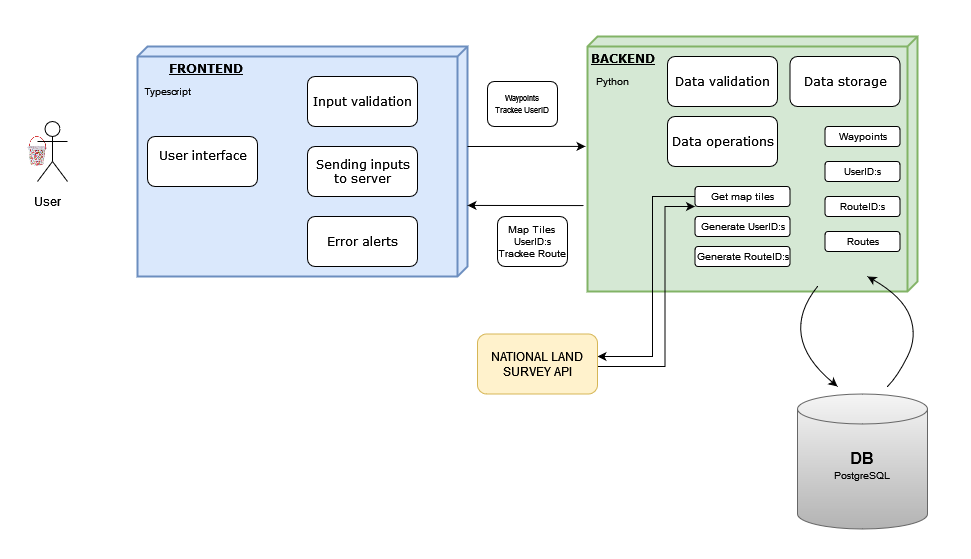 User
FRONTEND
Typescript
User interface
Input validation
Sending inputs
to server
Error alerts
Waypoints
Trackee UserID
Map Tiles
UserID:s
Trackee Route
BACKEND
Python
Data validation
Data storage
Data operations
Get map tiles
Generate UserID:s
Generate RouteID:s
Waypoints
UserID:s
RouteID:s
Routes
NATIONAL LAND
SURVEY API
DB
PostgreSQL